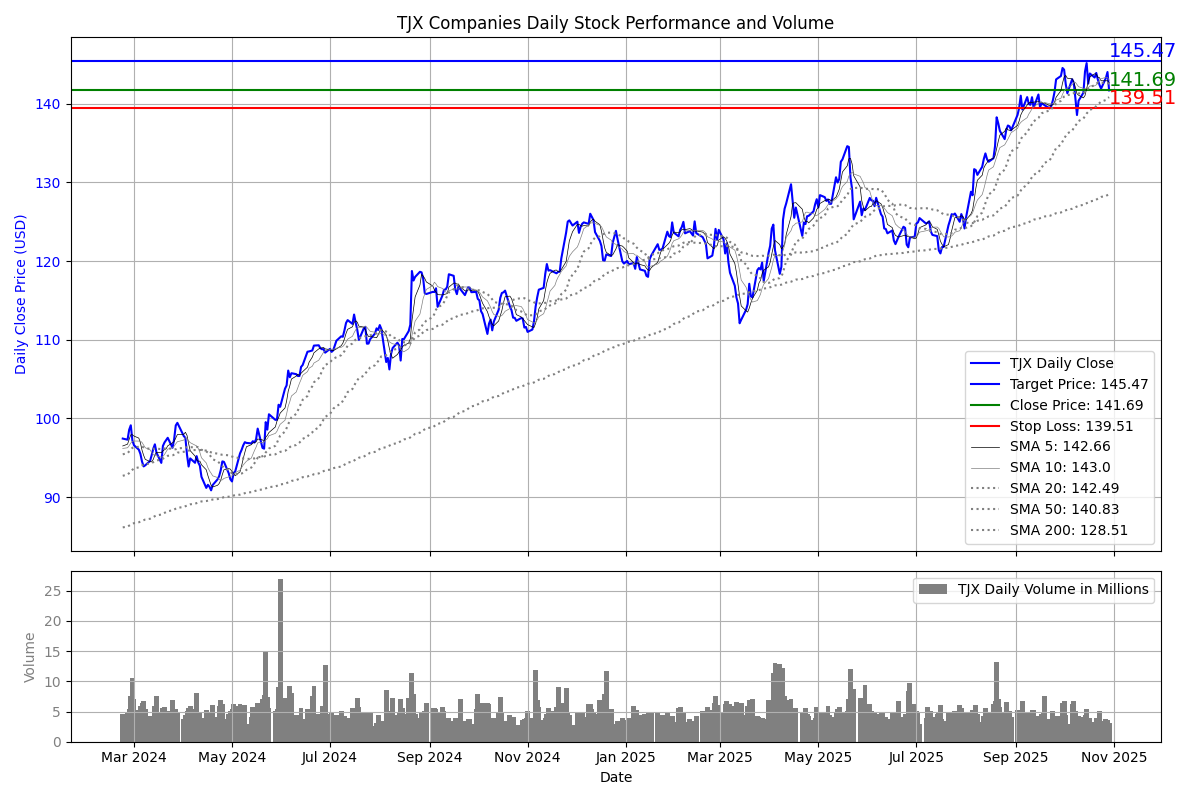 TJX Companies Daily Stock Performance and Volume
145.47
141.69
139.51
140
130
120
110
100
90
Daily Close Price (USD)
TJX Daily Close
Target Price: 145.47
Close Price: 141.69
Stop Loss: 139.51
SMA 5: 142.66
SMA 10: 143.0
SMA 20: 142.49
SMA 50: 140.83
SMA 200: 128.51
25
20
15
10
5
0
Volume
TJX Daily Volume in Millions
Mar 2024 May 2024 Jul 2024 Sep 2024 Nov 2024 Jan 2025 Mar 2025 May 2025 Jul 2025 Sep 2025 Nov 2025
Date